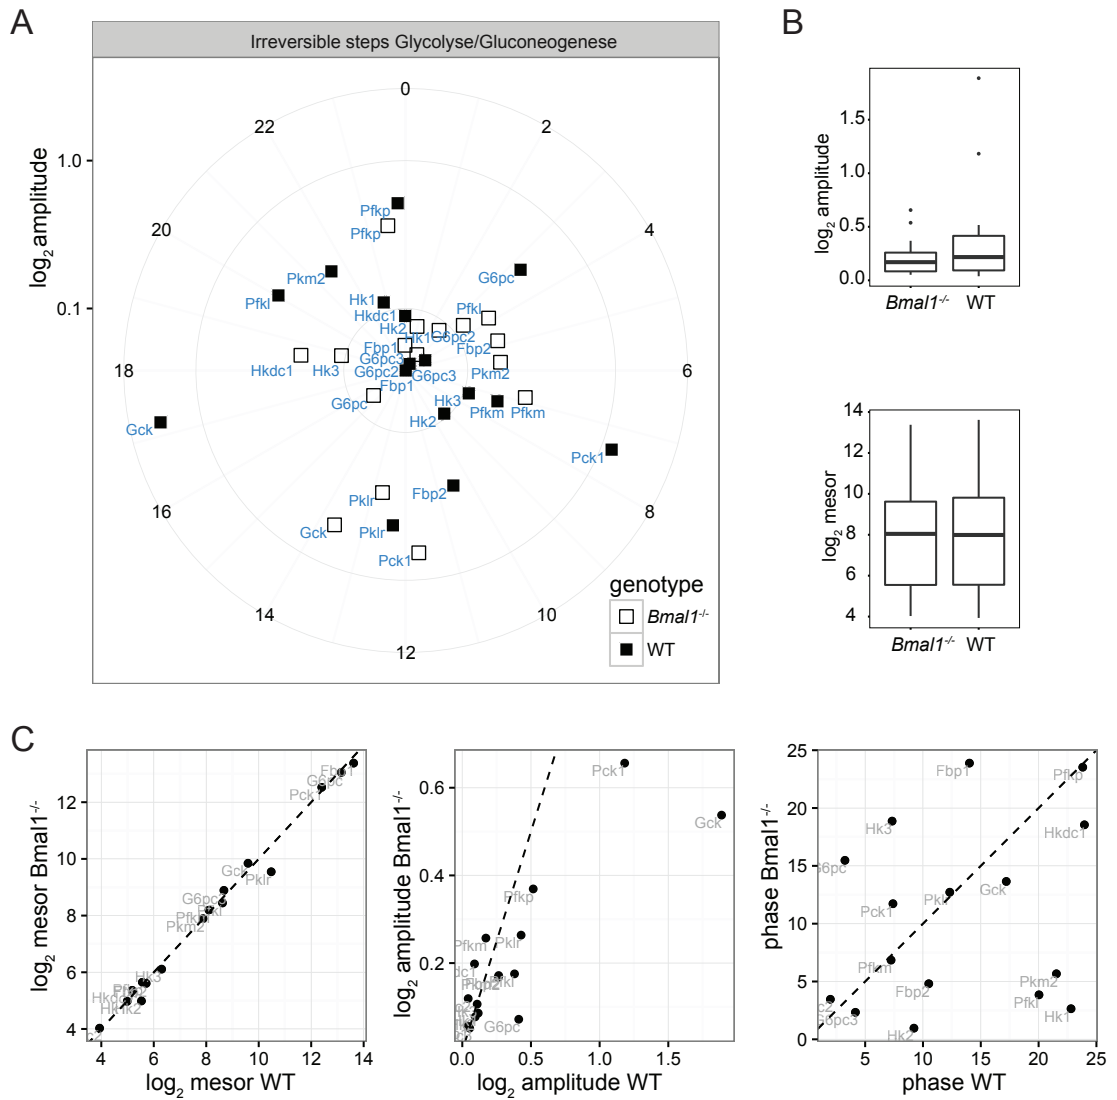 A
Irreversible steps Glycolyse/Gluconeogenese
log2 amplitude
1.0
0.1
0
2
4
6
8
10
12
14
16
18
20
22
Pfkp
Pfkp
G6pc
Pkm2
Pfkl
Hk1
Hkdc1
Hk2
Hk1
G6pc2
Pfkl
Fbp2
Fbp1
G6pc3
G6pc2
G6pc3
Fbp1
Pkm2
Hkdc1
Hk3
G6pc
Hk3
Hk2
Pfkm
Pfkm
Gck
Pck1
Pklr
Fbp2
Gck
Pklr
Pck1
genotype
Bmal1-/-
WT
B
log2 amplitude
1.5
1.0
0.5
0.0
Bmal1-/- WT
log2 mesor
14
12
10
8
6
4
Bmal1-/- WT
C
log2 mesor Bmal1-/-
12
10
8
6
4
Fbp1
G6pc
Pck1
Gck
Pklr
G6pc3
Pfkl
Pkm2
Hk3
4 6 8 10 12 14
log2 mesor WT
log2 amplitude Bmal1-/-
0.6
0.4
0.2
Pck1
Gck
Pfkp
Pfkm
Pklr
Pfkl
G6pc
0.0 0.5 1.0 1.5
log2 amplitude WT
phase Bmal1-/-
25
20
15
10
5
0
Fbp1
Pfkp
Hk3
Hkdc1
Gck
Pklr
Pck1
Pfkm
Fbp2
Pkm2
Pfkl
Hk1
Hk2
5 10 15 20 25
phase WT